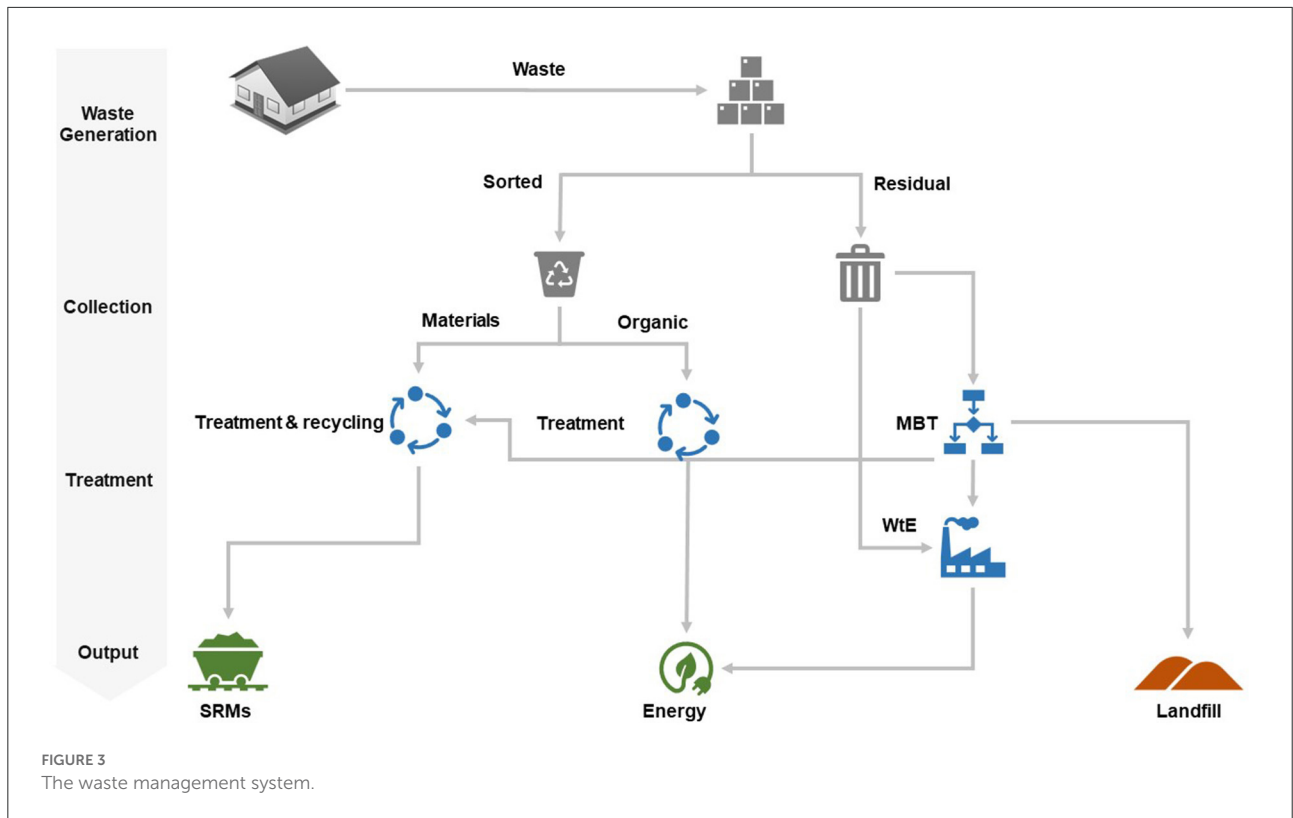 Waste
Waste
Generation
Sorted
Residual
Collection
Materials
Organic
Treatment & recycling
Treatment
MBT
Treatment
WtE
Output
SRMs
Energy
Landfill
FIGURE 3
The waste management system.